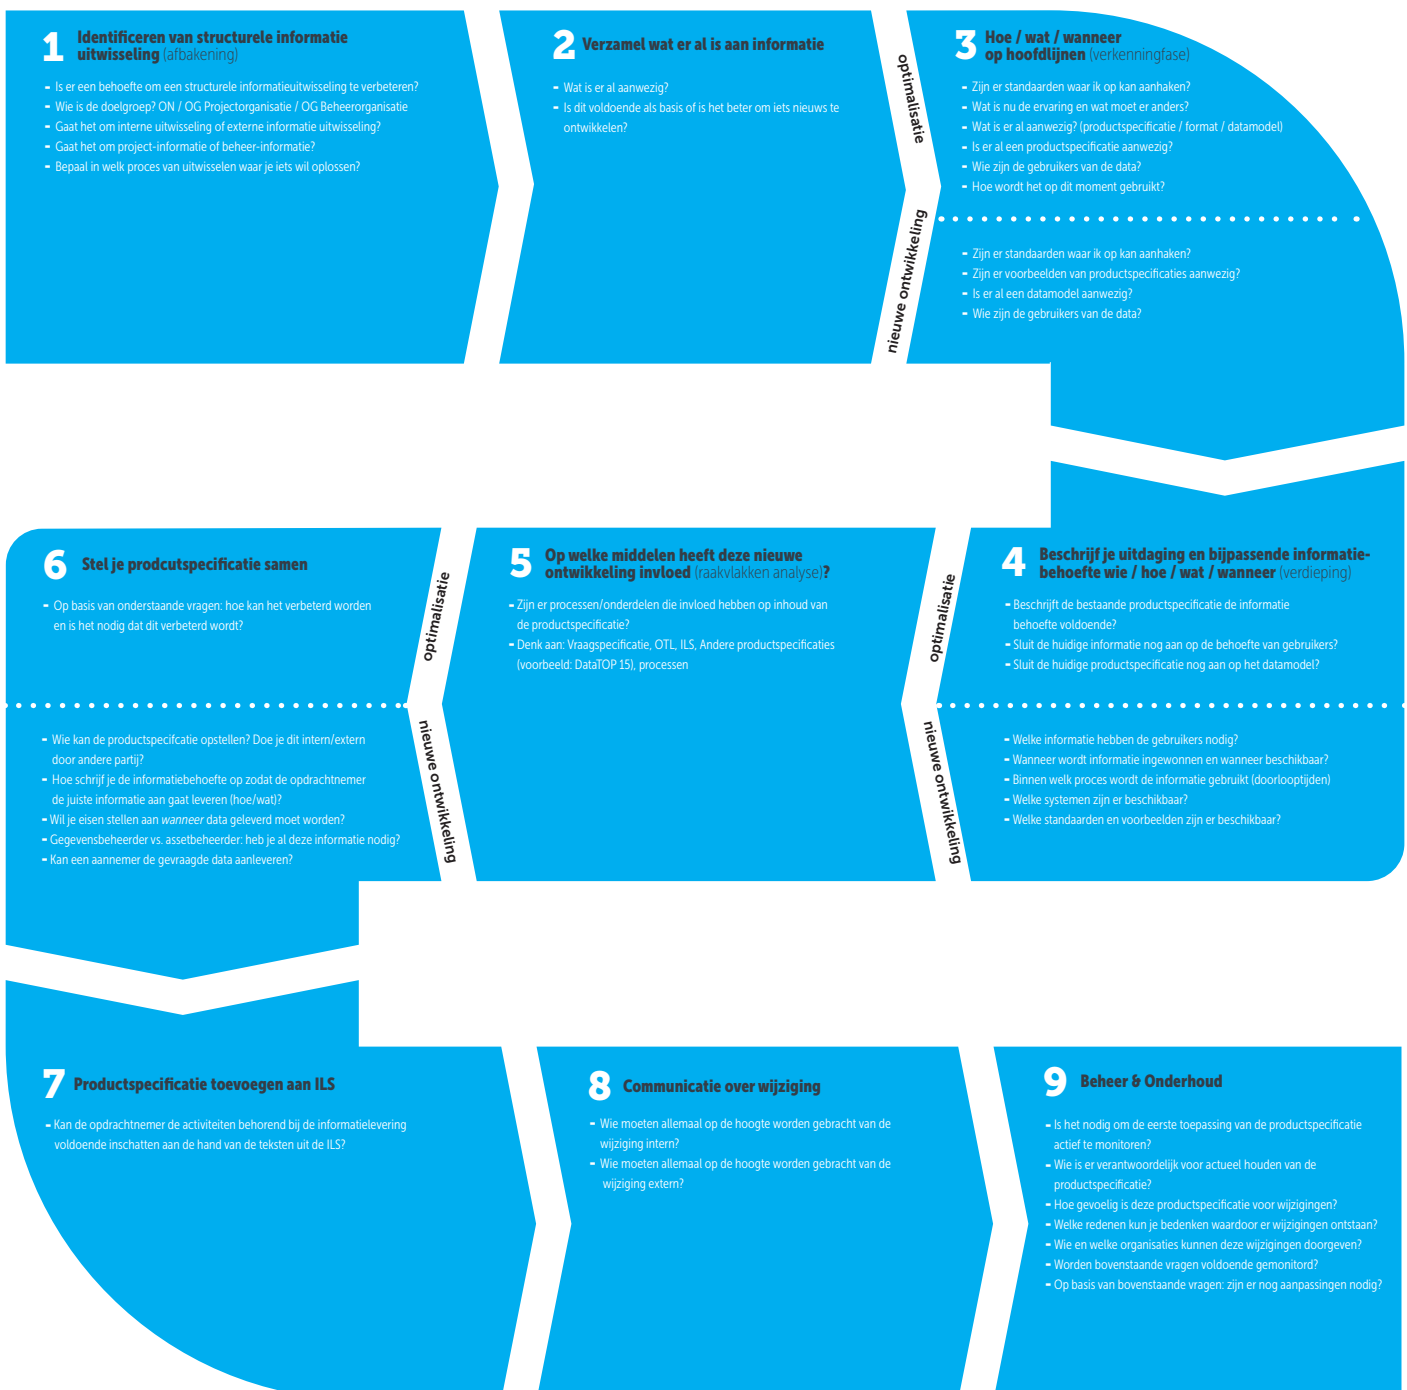 1 Identificeren van structurele informatie
uitwisseling (afbakening)
- Is er een behoefte om een structurele informatieuitwisseling te verbeteren?
- Wie is de doelgroep? ON / OG Projectorganisatie / OG Beheerorganisatie
- Gaat het om interne uitwisseling of externe informatie uitwisseling?
- Gaat het om project-informatie of beheer-informatie?
- Bepaal in welk proces van uitwisselen waar je iets wil oplossen?
2 Verzamel wat er al is aan informatie
- Wat is er al aanwezig?
- Is dit voldoende als basis of is het beter om iets nieuws te
ontwikkelen?
optimalisatie
nieuwe ontwikkeling
3 Hoe / wat / wanneer
op hoofdlijnen (verkenningfase)
- Zijn er standaarden waar ik op kan aanhaken?
- Wat is nu de ervaring en wat moet er anders?
- Wat is er al aanwezig? (productspecificatie / format / datamodel)
- Is er al een productspecificatie aanwezig?
- Wie zijn de gebruikers van de data?
- Hoe wordt het op dit moment gebruikt?
- Zijn er standaarden waar ik op kan aanhaken?
- Zijn er voorbeelden van productspecificaties aanwezig?
- Is er al een datamodel aanwezig?
- Wie zijn de gebruikers van de data?
4 Beschrijf je uitdaging en bijpassende informatie-
behoefte wie / hoe / wat / wanneer (verdieping)
- Beschrijft de bestaande productspecificatie de informatie
behoefte voldoende?
- Sluit de huidige informatie nog aan op de behoefte van gebruikers?
- Sluit de huidige productspecificatie nog aan op het datamodel?
- Welke informatie hebben de gebruikers nodig?
- Wanneer wordt informatie ingewonnen en wanneer beschikbaar?
- Binnen welk proces wordt de informatie gebruikt (doorlooptijden)
- Welke systemen zijn er beschikbaar?
- Welke standaarden en voorbeelden zijn er beschikbaar?
optimalisatie
nieuwe ontwikkeling
5 Op welke middelen heeft deze nieuwe
ontwikkeling invloed (raakvlakken analyse)?
- Zijn er processen/onderdelen die invloed hebben op inhoud van
de productspecificatie?
- Denk aan: Vraagspecificatie, OTL, ILS, Andere productspecificaties
(voorbeeld: DataTOP 15), processen
optimalisatie
nieuwe ontwikkeling
6 Stel je prodcutspecificatie samen
- Op basis van onderstaande vragen: hoe kan het verbeterd worden
en is het nodig dat dit verbeterd wordt?
- Wie kan de productspecifcatie opstellen? Doe je dit intern/extern
door andere partij?
- Hoe schrijf je de informatiebehoefte op zodat de opdrachtnemer
de juiste informatie aan gaat leveren (hoe/wat)?
- Wil je eisen stellen aan wanneer data geleverd moet worden?
- Gegevensbeheerder vs. assetbeheerder: heb je al deze informatie nodig?
- Kan een aannemer de gevraagde data aanleveren?
7 Productspecificatie toevoegen aan ILS
- Kan de opdrachtnemer de activiteiten behorend bij de informatielevering
voldoende inschatten aan de hand van de teksten uit de ILS?
8 Communicatie over wijziging
- Wie moeten allemaal op de hoogte worden gebracht van de
wijziging intern?
- Wie moeten allemaal op de hoogte worden gebracht van de
wijziging extern?
9 Beheer & Onderhoud
- Is het nodig om de eerste toepassing van de productspecificatie
actief te monitoren?
- Wie is er verantwoordelijk voor actueel houden van de
productspecificatie?
- Hoe gevoelig is deze productspecificatie voor wijzigingen?
- Welke redenen kun je bedenken waardoor er wijzigingen ontstaan?
- Wie en welke organisaties kunnen deze wijzigingen doorgeven?
- Worden bovenstaande vragen voldoende gemonitord?
- Op basis van bovenstaande vragen: zijn er nog aanpassingen nodig?